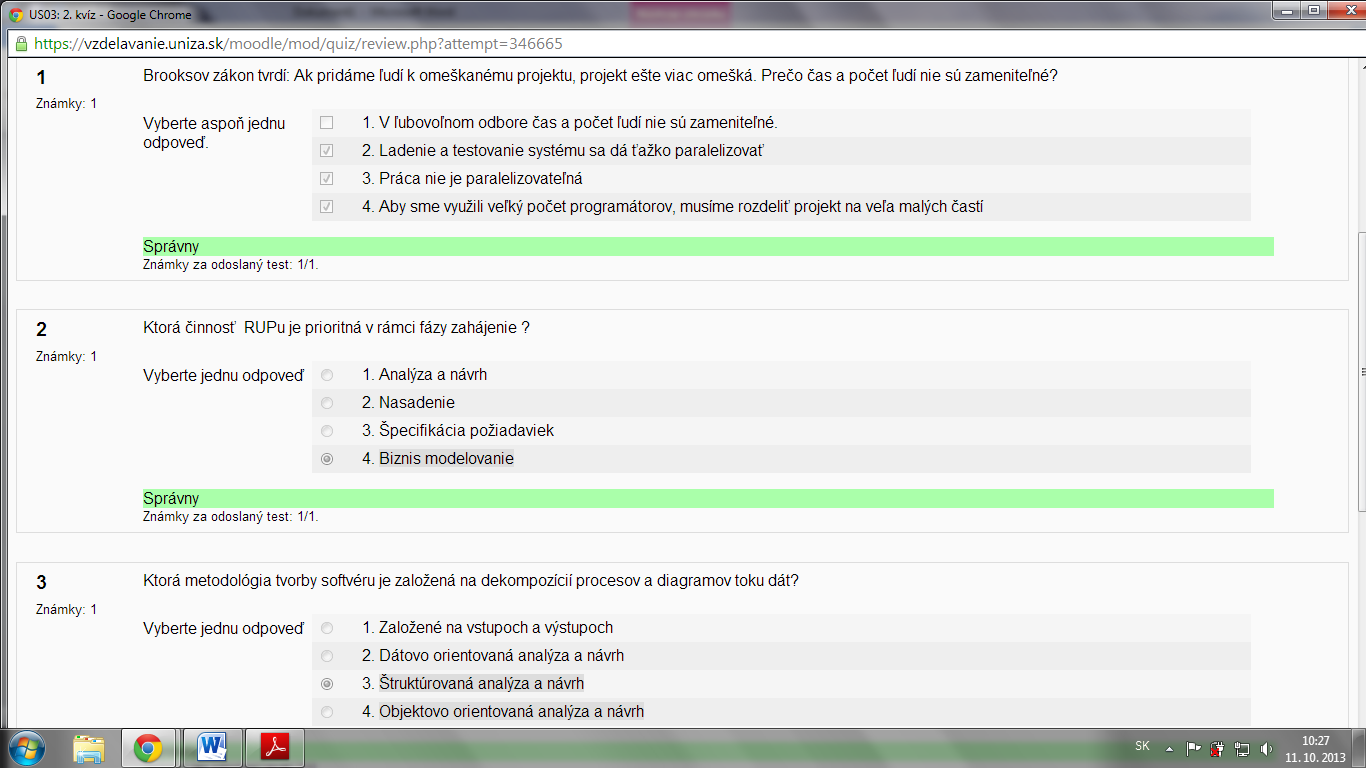 US03: 2. kvíz - Google Chrome
https://vzdelavanie.uniza.sk/moodle/mod/quiz/review.php?attempt=346665
1
Brooksov zákon tvrdí: Ak pridáme ľudí k omeškanému projektu, projekt ešte viac omešká. Prečo čas a počet ľudí nie sú zameniteľné?
Známky: 1
Vyberte aspoň jednu
odpoveď.
1. V ľubovoľnom odbore čas a počet ľudí nie sú zameniteľné.
2. Ladenie a testovanie systému sa dá ťažko paralelizovať
3. Práca nie je paralelizovateľná
4. Aby sme využili veľký počet programátorov, musíme rozdeliť projekt na veľa malých častí
Správny
Známky za odoslaný test: 1/1.
2
Ktorá činnosť RUPu je prioritná v rámci fázy zahájenie ?
Známky: 1
Vyberte jednu odpoveď
1. Analýza a návrh
2. Nasadenie
3. Špecifikácia požiadaviek
4. Biznis modelovanie
Správny
Známky za odoslaný test: 1/1.
3
Ktorá metodológia tvorby softvéru je založená na dekompozícií procesov a diagramov toku dát?
Známky: 1
Vyberte jednu odpoveď
1. Založené na vstupoch a výstupoch
2. Dátovo orientovaná analýza a návrh
3. Štruktúrovaná analýza a návrh
4. Objektovo orientovaná analýza a návrh
SK
10:27
11. 10. 2013